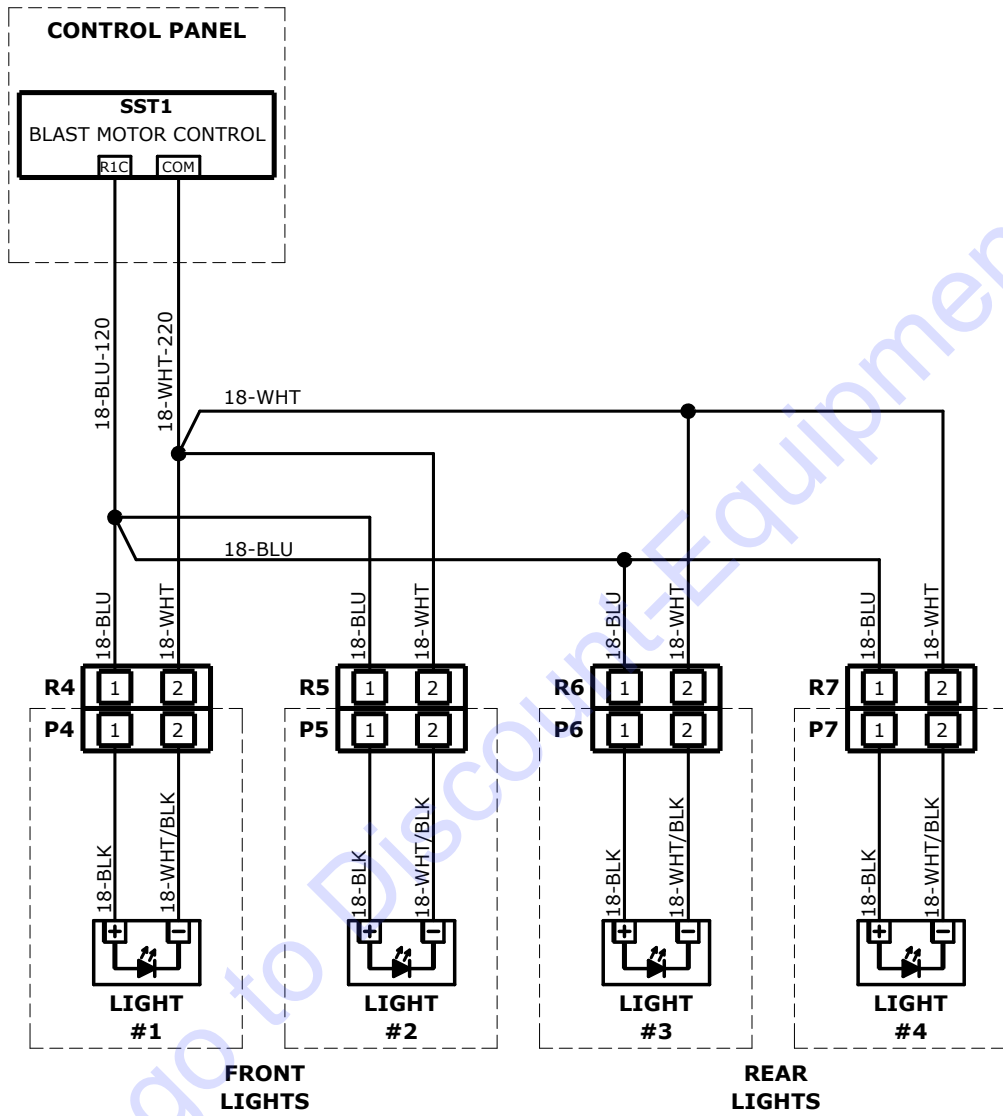 CONTROL PANEL
SST1
BLAST MOTOR CONTROL
R1C COM
18-BLU-120 18-WHT-220
18-WHT
18-BLU
18-BLU 18-WHT 18-BLU 18-WHT 18-BLU 18-WHT 18-BLU 18-WHT
R4 1 2 R5 1 2 R6 1 2 R7 1 2
P4 1 2 P5 1 2 P6 1 2 P7 1 2
18-BLK 18-WHT/BLK 18-BLK 18-WHT/BLK 18-BLK 18-WHT/BLK 18-BLK 18-WHT/BLK
+ − + − + − + −
LIGHT LIGHT LIGHT LIGHT
#1 #2 #3 #4
FRONT REAR
LIGHTS LIGHTS
go to Discount-Equipmen